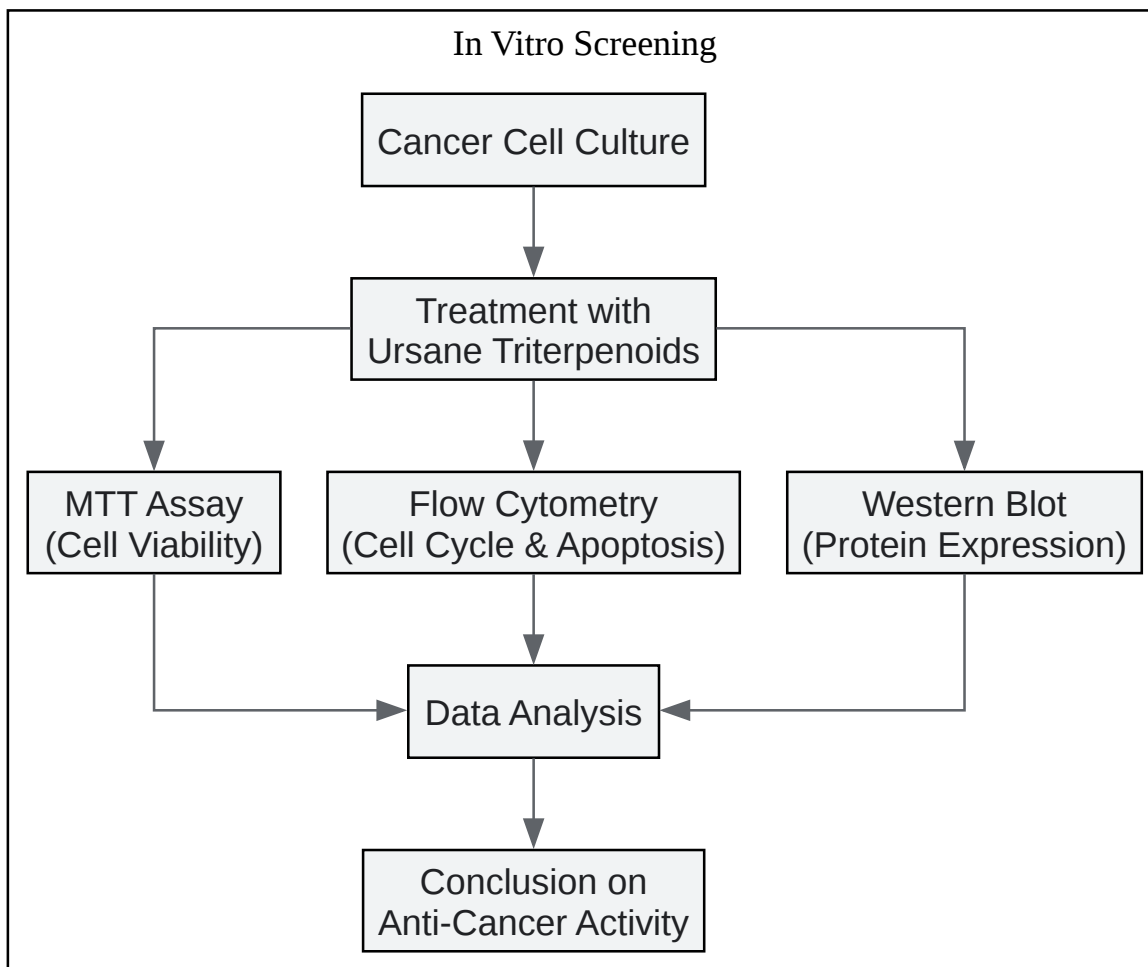 In Vitro Screening
Cancer Cell Culture
Treatment with
Ursane Triterpenoids
MTT Assay
(Cell Viability)
Flow Cytometry
(Cell Cycle & Apoptosis)
Western Blot
(Protein Expression)
Data Analysis
Conclusion on
Anti-Cancer Activity